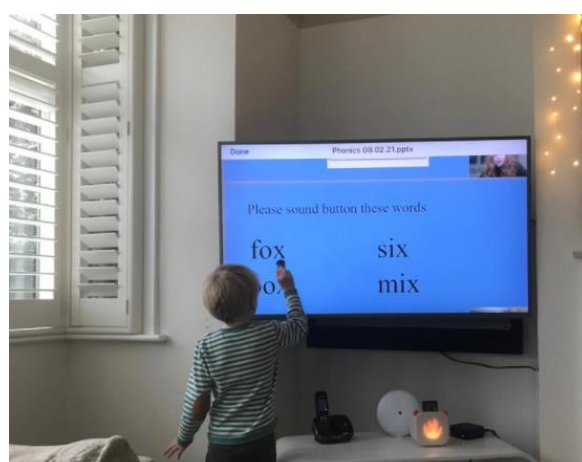 Done Phonics 08.02.21.pptx
Please sound button these words
fox six
mix